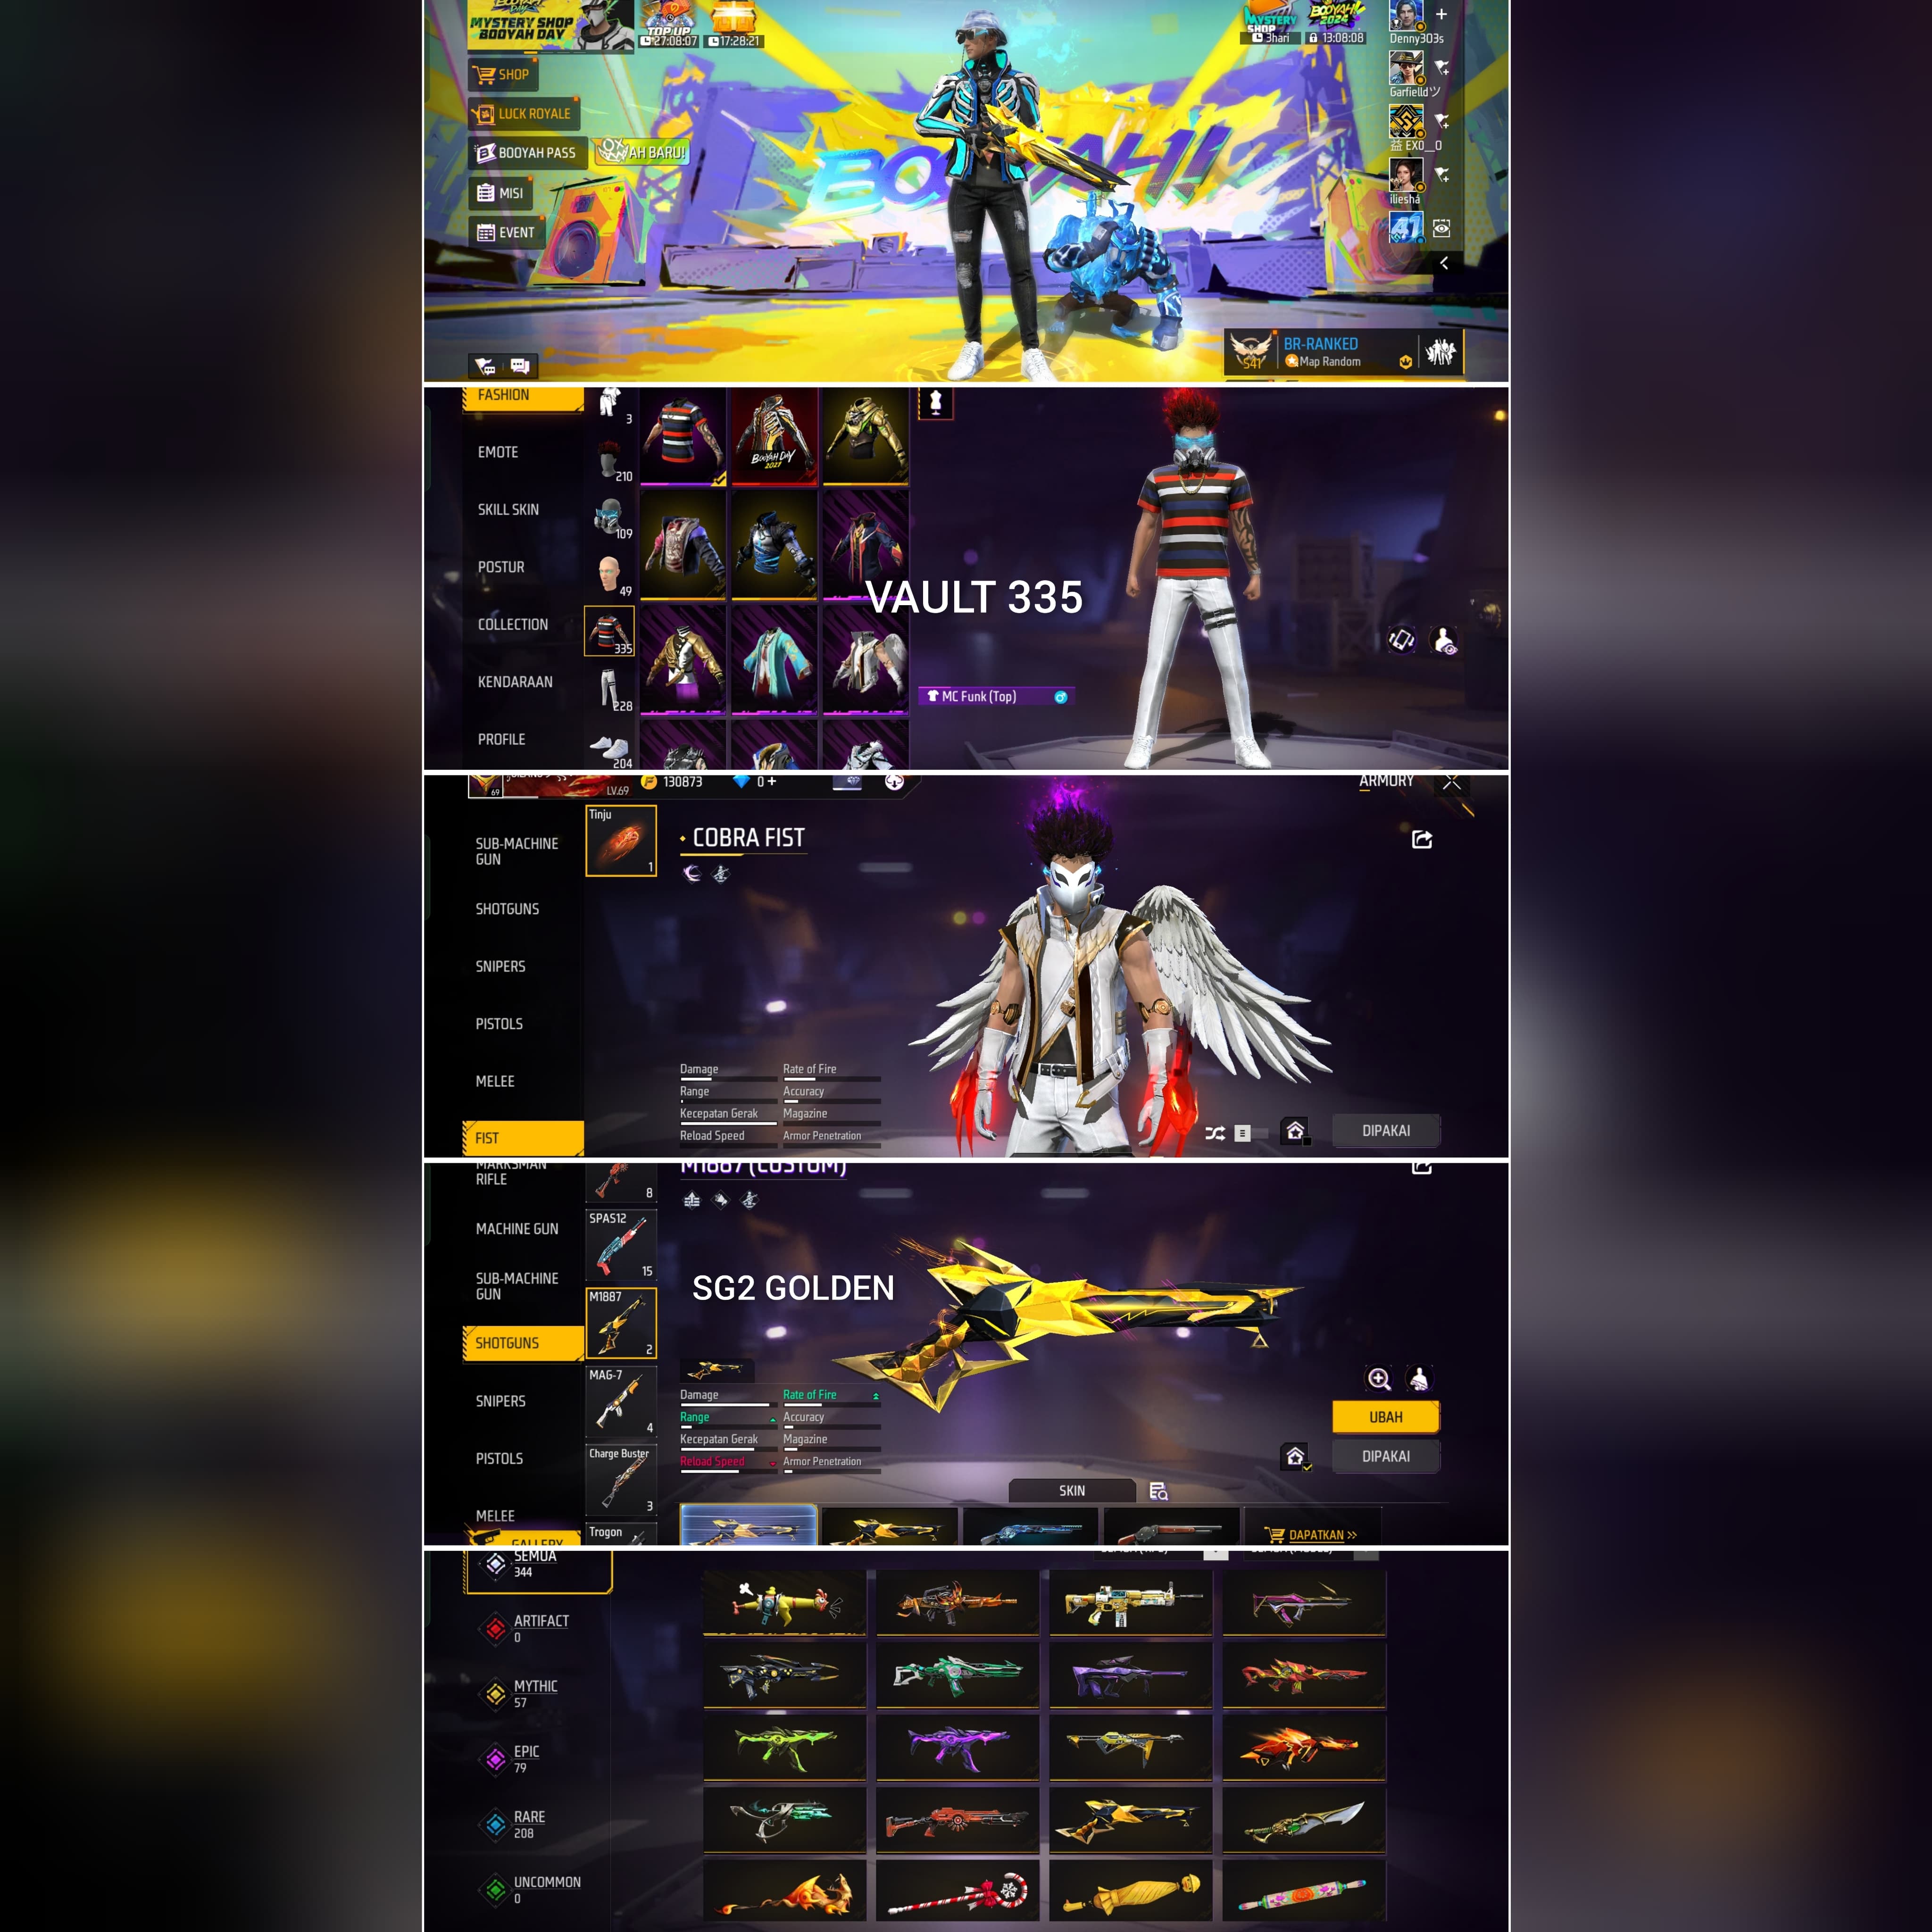 MYSTERY SHOP
BOOYAH DAY
TOP UP
27:08:07
17:28:21
MYSTERY
SHOP
3hari
BOOYAH!
2024
13:08:08
Denny303s
Garfielldツ
益 EXO__O
iliesha
SHOP
LUCK ROYALE
BOOYAH PASS
AH BARU!
MISI
EVENT
BOOYAH!
S41
BR-RANKED
Map Random
FASHION
EMOTE
SKILL SKIN
POSTUR
COLLECTION
KENDARAAN
PROFILE
3
210
109
49
335
228
204
BOOYAH DAY
2021
VAULT 335
MC Funk (Top)
69
LV.69
130873
0 +
ARMORY
SUB-MACHINE
GUN
SHOTGUNS
SNIPERS
PISTOLS
MELEE
FIST
Tinju
1
COBRA FIST
Damage
Rate of Fire
Range
Accuracy
Kecepatan Gerak
Magazine
Reload Speed
Armor Penetration
DIPAKAI
MARKSMAN
RIFLE
MACHINE GUN
SUB-MACHINE
GUN
SHOTGUNS
SNIPERS
PISTOLS
MELEE
GALLERY
8
SPAS12
15
M1887
2
MAG-7
4
Charge Buster
3
Trogon
M1887 (CUSTOM)
SG2 GOLDEN
Damage
Rate of Fire
Range
Accuracy
Kecepatan Gerak
Magazine
Reload Speed
Armor Penetration
UBAH
DIPAKAI
SKIN
DAPATKAN >>
SEMUA
344
ARTIFACT
0
MYTHIC
57
EPIC
79
RARE
208
UNCOMMON
0